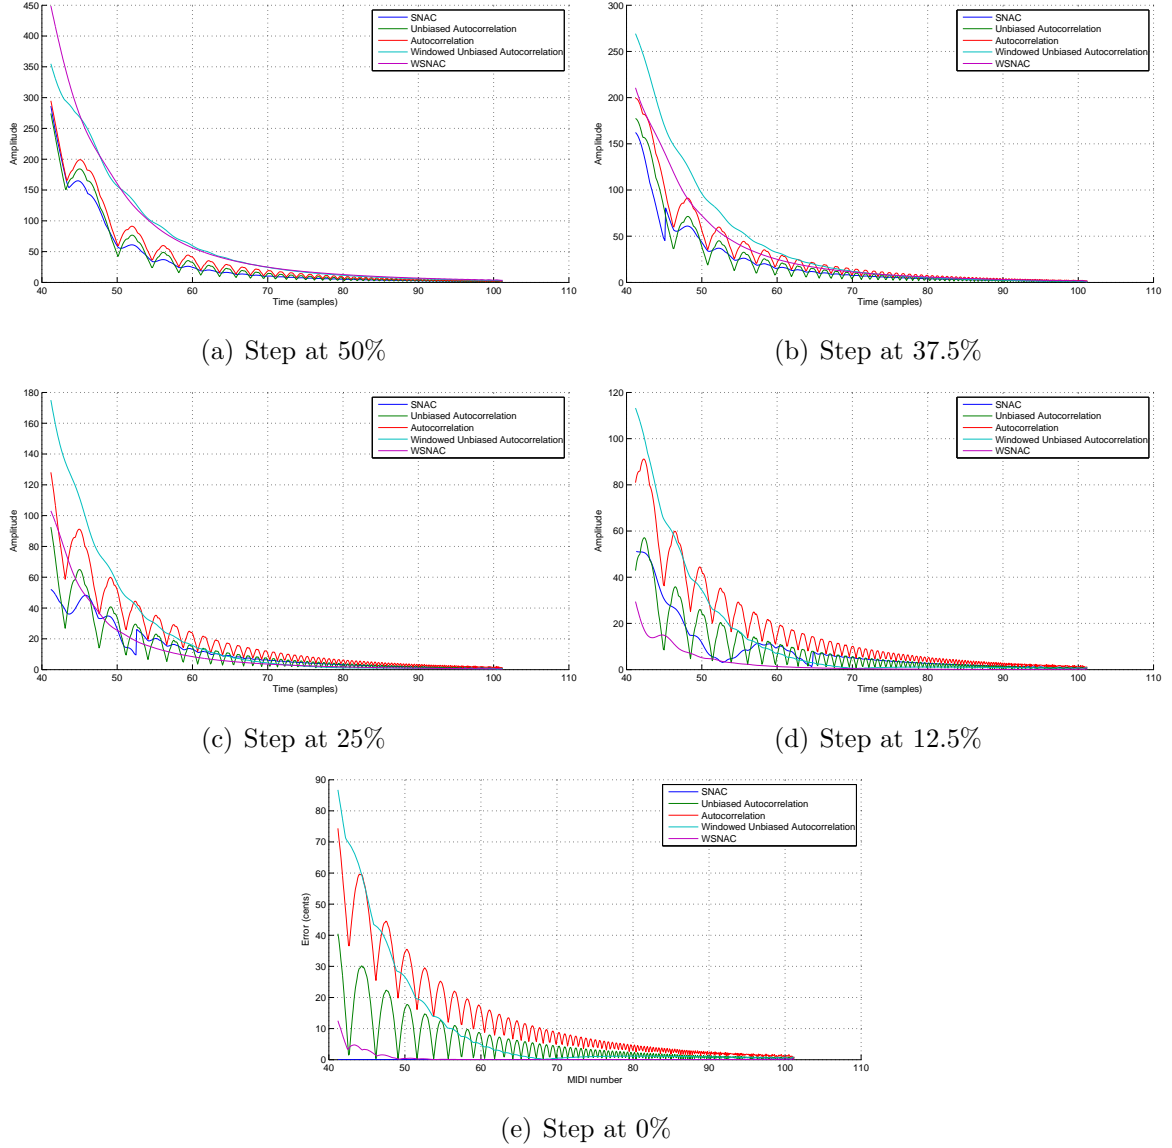 450
400
350
300
250
200
150
100
50
0
Amplitude
40 50 60 70 80 90 100 110
Time (samples)
SNAC
Unbiased Autocorrelation
Autocorrelation
Windowed Unbiased Autocorrelation
WSNAC
(a) Step at 50%
300
250
200
150
100
50
0
Amplitude
40 50 60 70 80 90 100 110
Time (samples)
SNAC
Unbiased Autocorrelation
Autocorrelation
Windowed Unbiased Autocorrelation
WSNAC
(b) Step at 37.5%
180
160
140
120
100
80
60
40
20
0
Amplitude
40 50 60 70 80 90 100 110
Time (samples)
SNAC
Unbiased Autocorrelation
Autocorrelation
Windowed Unbiased Autocorrelation
WSNAC
(c) Step at 25%
120
100
80
60
40
20
0
Amplitude
40 50 60 70 80 90 100 110
Time (samples)
SNAC
Unbiased Autocorrelation
Autocorrelation
Windowed Unbiased Autocorrelation
WSNAC
(d) Step at 12.5%
90
80
70
60
50
40
30
20
10
0
Error (cents)
40 50 60 70 80 90 100 110
MIDI number
SNAC
Unbiased Autocorrelation
Autocorrelation
Windowed Unbiased Autocorrelation
WSNAC
(e) Step at 0%